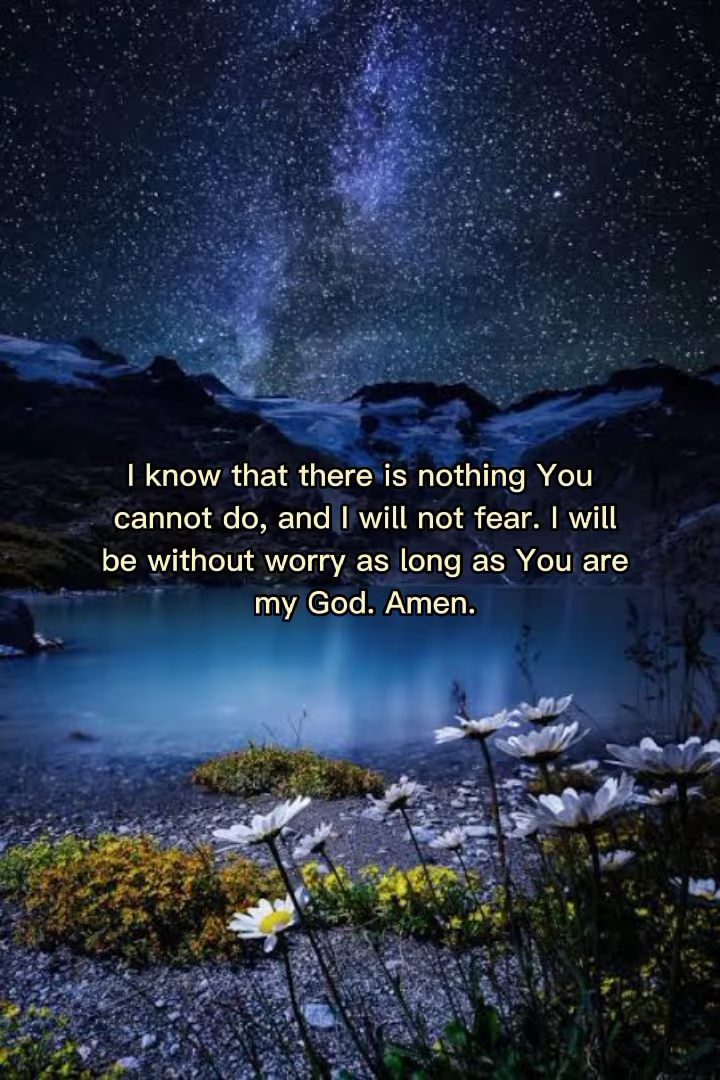 I know that there is nothing You
cannot do, and I will not fear. I will
be without worry as long as You are
my God. Amen.